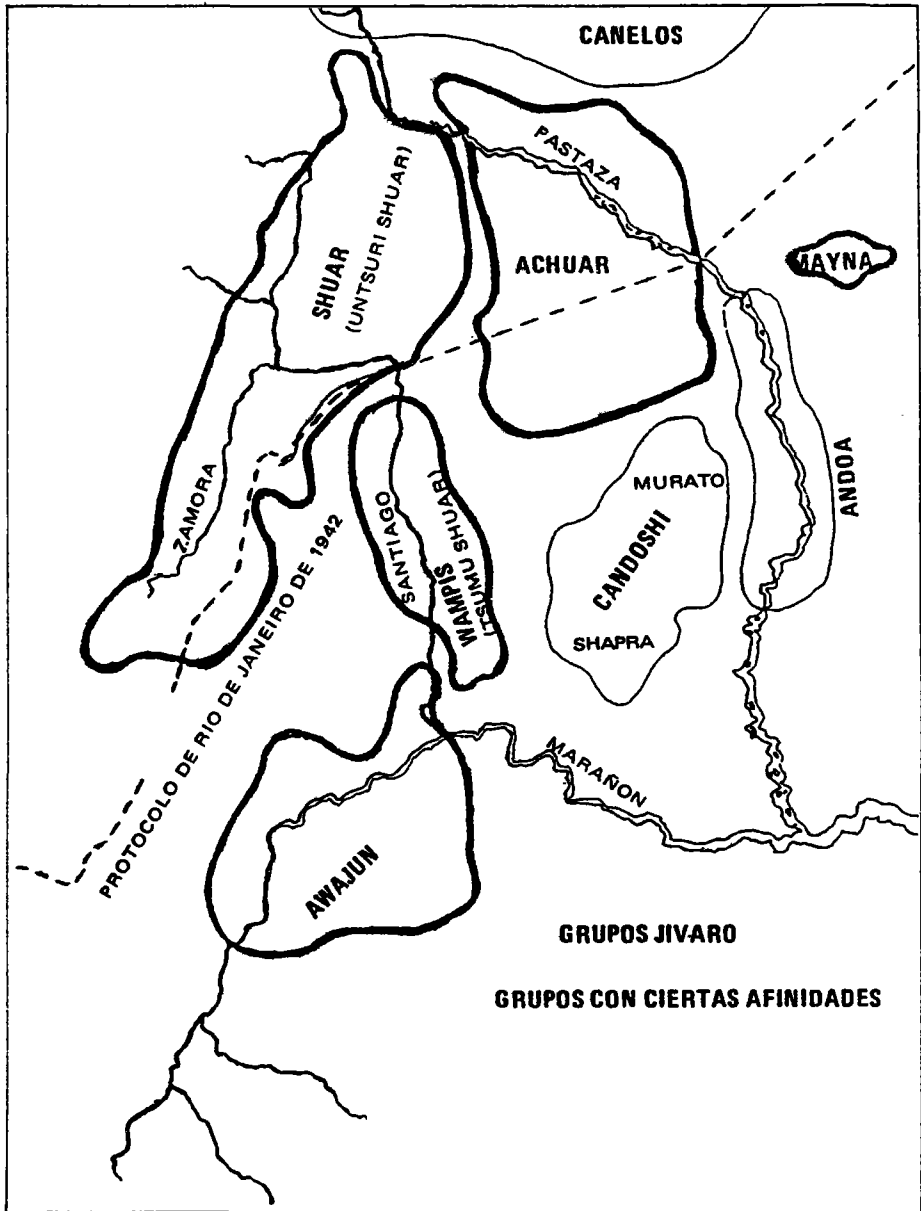 CANELOS
PASTAZA
SHUAR
(UNTSURI SHUAR)
ACHUAR
MAYNA
ZAMORA
SANTIAGO
WAMPIS
(TSUMU SHUAR)
MURATO
CANDOSHI
SHAPRA
ANDOA
PROTOCOLO DE RIO DE JANEIRO DE 1942
MARAÑON
AWAJUN
GRUPOS JIVARO
GRUPOS CON CIERTAS AFINIDADES